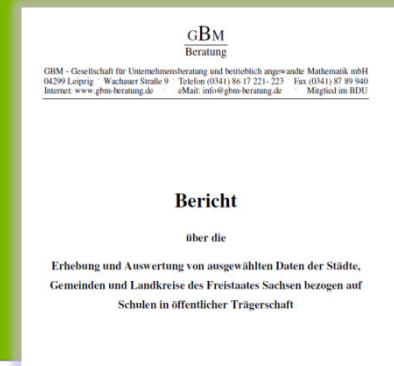 GBM
Beratung
GBM - Gesellschaft für Unternehmensberatung und betrieblich angewandte Mathematik mbH
04299 Leipzig · Wachauer Straße 9 · Telefon (0341) 86 17 221- 223 · Fax (0341) 87 89 940
Internet: www.gbm-beratung.de · eMail: info@gbm-beratung.de · Mitglied im BDU
Bericht
über die
Erhebung und Auswertung von ausgewählten Daten der Städte,
Gemeinden und Landkreise des Freistaates Sachsen bezogen auf
Schulen in öffentlicher Trägerschaft